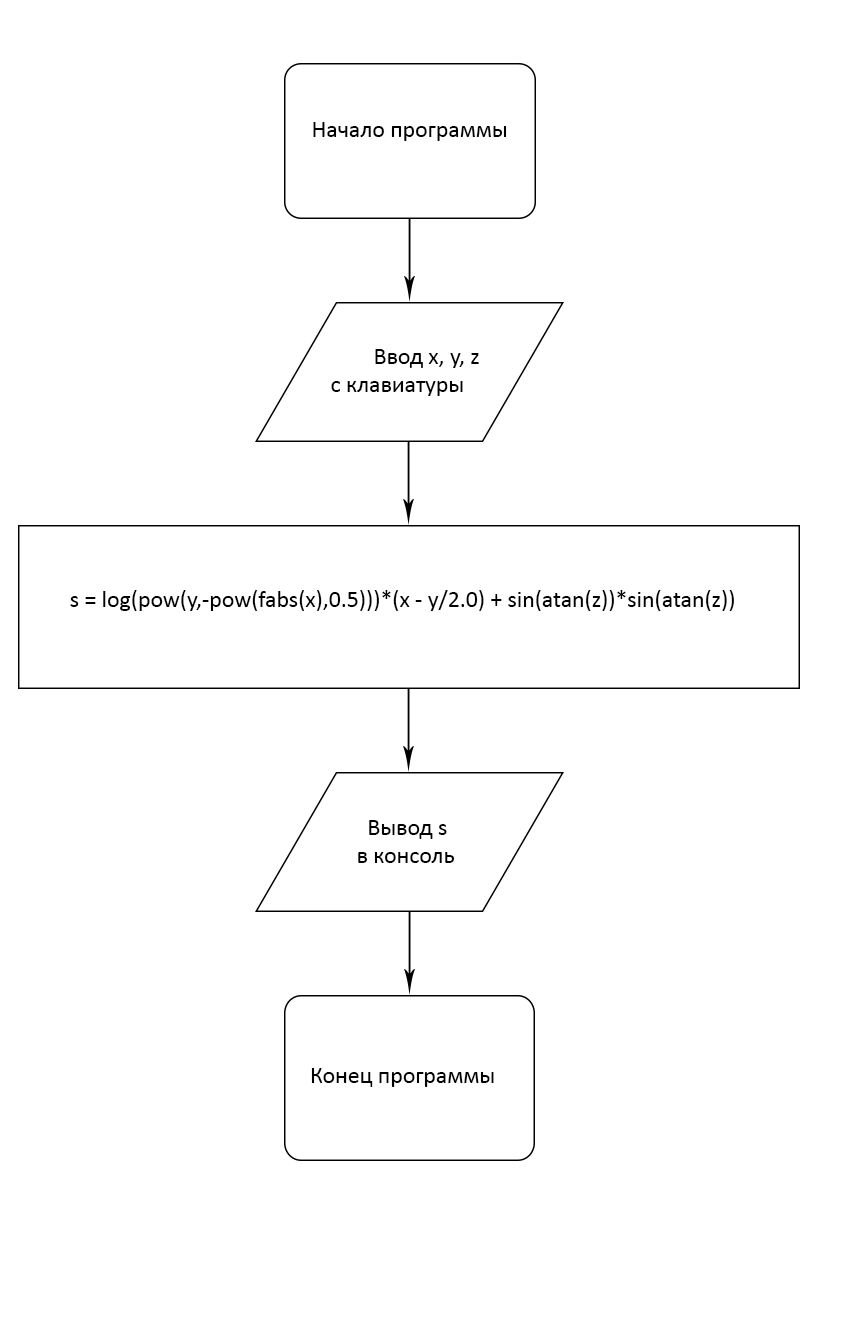 Начало программы
Ввод x, y, z
с клавиатуры
s = log(pow(y,-pow(fabs(x),0.5)))*(x - y/2.0) + sin(atan(z))*sin(atan(z))
Вывод s
в консоль
Конец программы